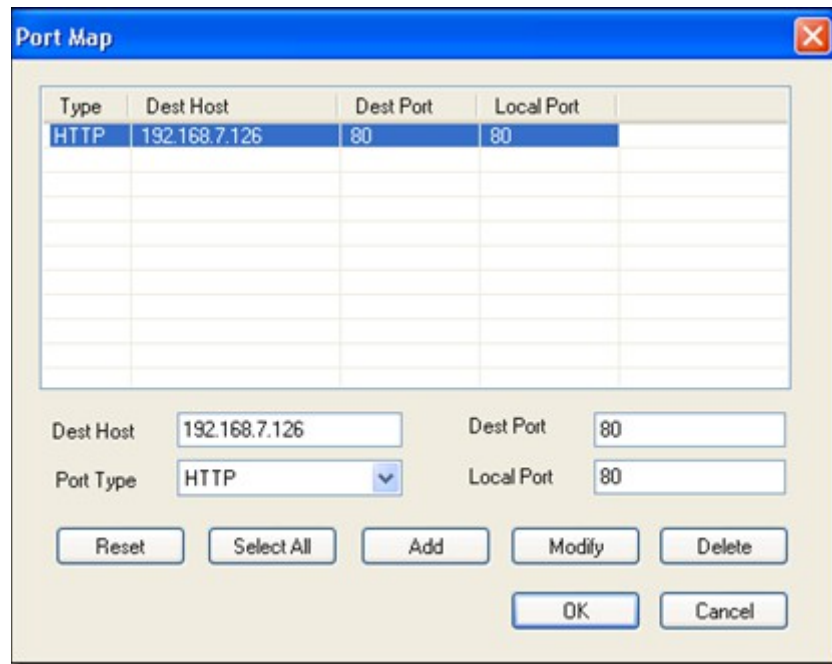 Port Map
Type Dest Host Dest Port Local Port
HTTP 192.168.7.126 80 80
Dest Host 192.168.7.126 Dest Port 80
Port Type HTTP Local Port 80
Reset Select All Add Modify Delete
OK Cancel